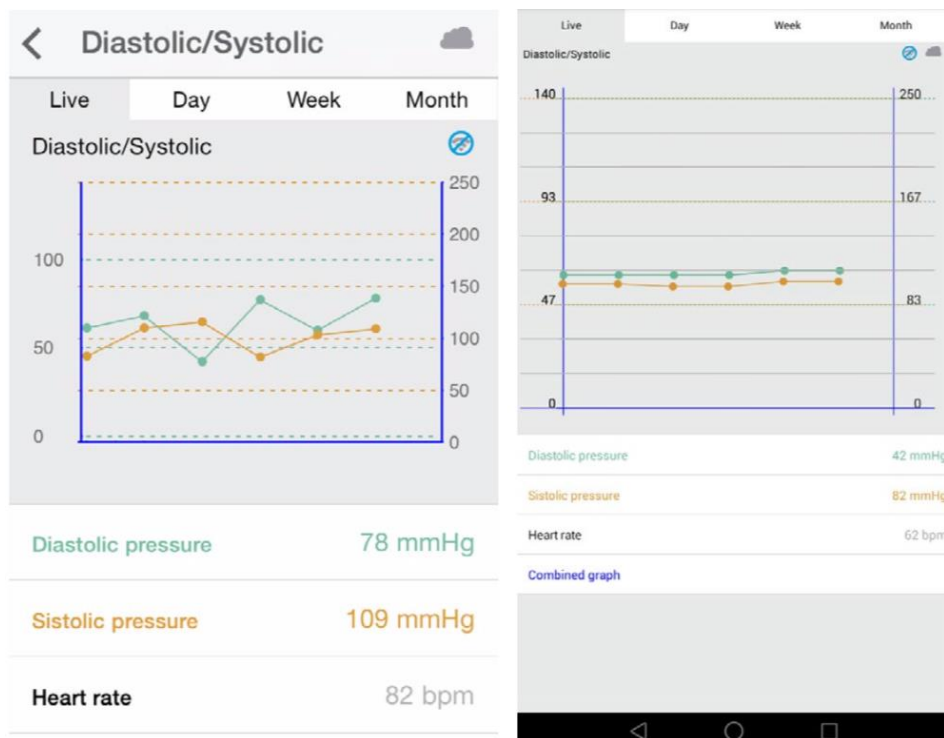 Diastolic/Systolic
Live Day Week Month
Diastolic/Systolic
250
200
100
150
50
100
50
0
0
Diastolic pressure 78 mmHg
Sistolic pressure 109 mmHg
Heart rate 82 bpm
Live Day Week Month
Diastolic/Systolic
140 250
93 167
47 83
0 0
Diastolic pressure 42 mmHg
Sistolic pressure 82 mmHg
Heart rate 62 bpm
Combined graph